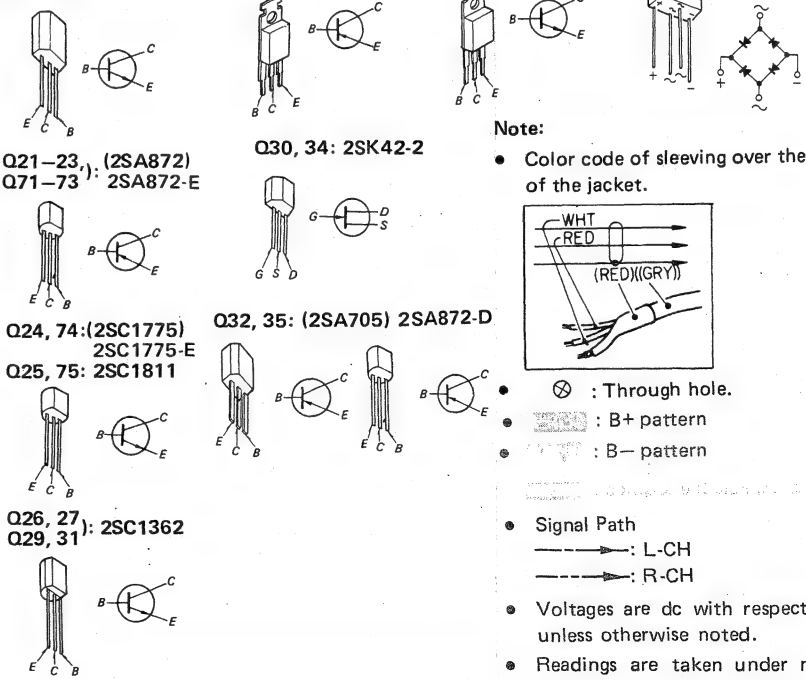 B C E
E C B
B C E
B C E
B C E
B C E
+ ~ ~ −
~
+ −
~
Q21—23,): (2SA872)
Q71—73 2SA872-E
B C E
E C B
Q24, 74:(2SC1775)
2SC1775-E
Q25, 75: 2SC1811
B C E
E C B
Q26, 27): 2SC1362
Q29, 31
B C E
E C B
Q30, 34: 2SK42-2
G D S
G S D
Q32, 35: (2SA705) 2SA872-D
B C E
B C E
E C B
E C B
Note:
• Color code of sleeving over the
of the jacket.
WHT
RED
(RED)((GRY))
• ⊗ : Through hole.
• : B+ pattern
• : B− pattern
• Signal Path
: L-CH
: R-CH
• Voltages are dc with respect
unless otherwise noted.
• Readings are taken under